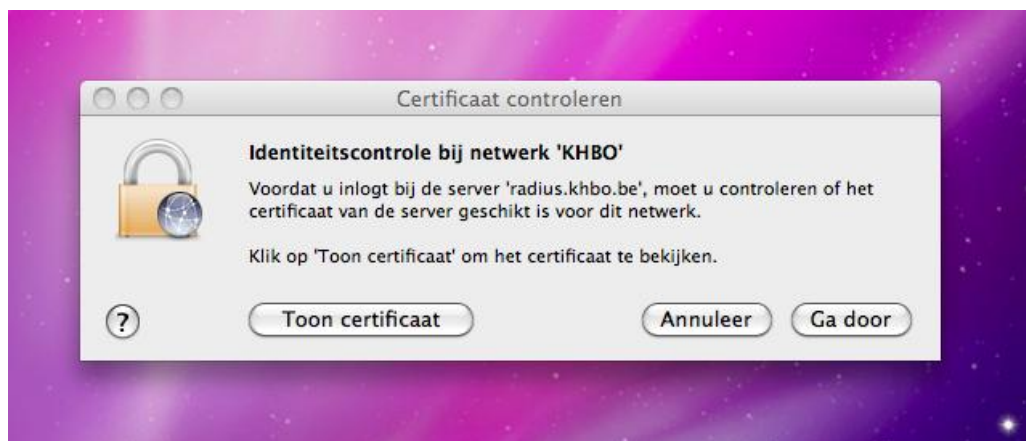 Certificaat controleren
Identiteitscontrole bij netwerk 'KHBO'
Voordat u inlogt bij de server 'radius.khbo.be', moet u controleren of het
certificaat van de server geschikt is voor dit netwerk.
Klik op 'Toon certificaat' om het certificaat te bekijken.
? Toon certificaat Annuleer Ga door